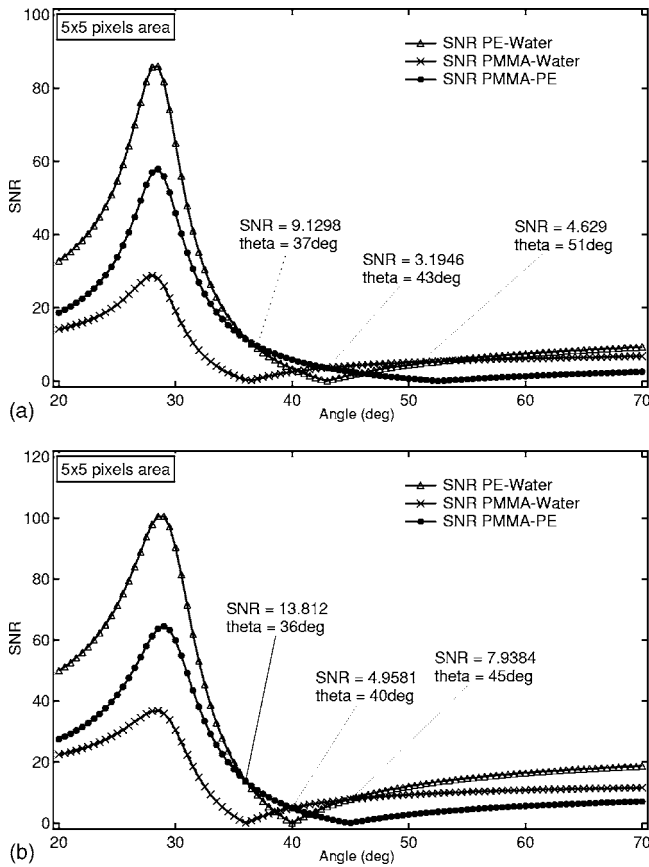 100
5x5 pixels area
SNR PE-Water
SNR PMMA-Water
SNR PMMA-PE
80
60
SNR
40
20
0
SNR = 9.1298
theta = 37deg
SNR = 3.1946
theta = 43deg
SNR = 4.629
theta = 51deg
20 30 40 50 60 70
Angle (deg)
(a)
120
5x5 pixels area
SNR PE-Water
SNR PMMA-Water
SNR PMMA-PE
100
80
60
SNR
40
20
0
SNR = 13.812
theta = 36deg
SNR = 4.9581
theta = 40deg
SNR = 7.9384
theta = 45deg
20 30 40 50 60 70
Angle (deg)
(b)